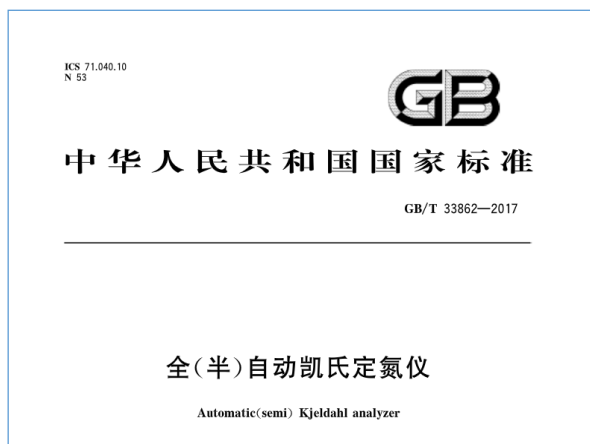 ICS 71.040.10
N 53
GB
中华人民共和国国家标准
GB/T 33862—2017
全(半)自动凯氏定氮仪
Automatic(semi) Kjeldahl analyzer